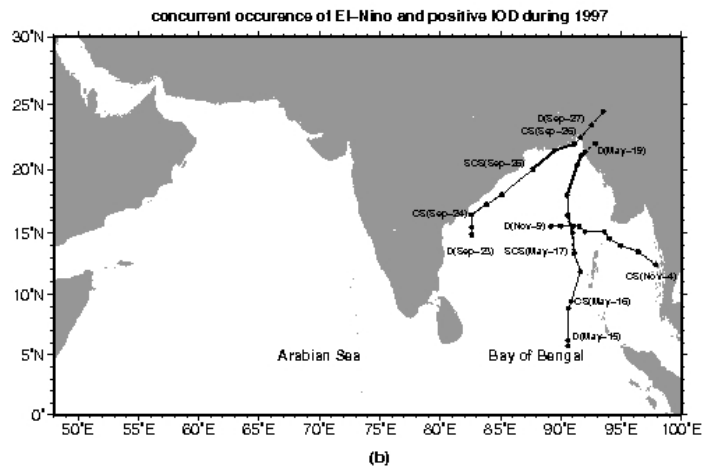 concurrent occurence of El-Nino and positive IOD during 1997
30°N
25°N
20°N
15°N
10°N
5°N
0°
D(Sep-27)
CS(Sep-26)
D(May-19)
SCS(Sep-26)
CS(Sep-24)
D(Nov-9)
D(Sep-23)
SCS(May-17)
CS(Nov-4)
CS(May-16)
D(May-15)
Arabian Sea
Bay of Bengal
50°E
55°E
60°E
65°E
70°E
75°E
80°E
85°E
90°E
95°E
100°E
(b)